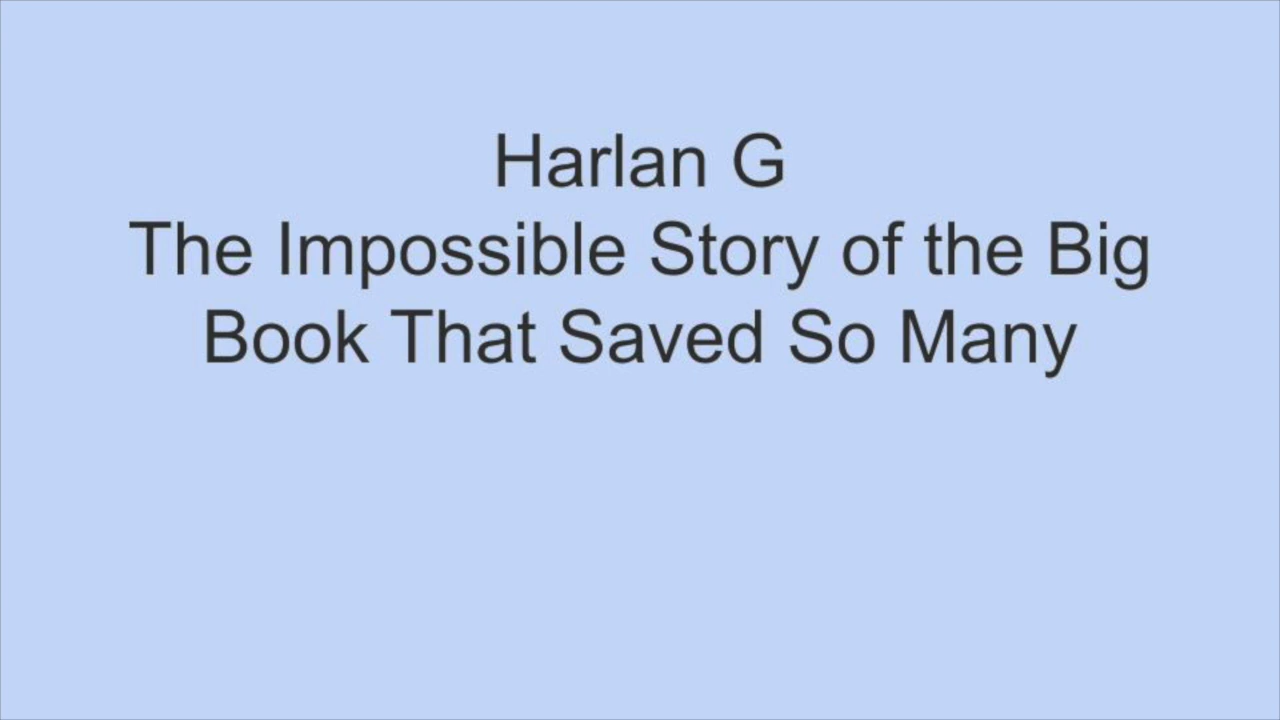 Harlan G
The Impossible Story of the Big
Book That Saved So Many